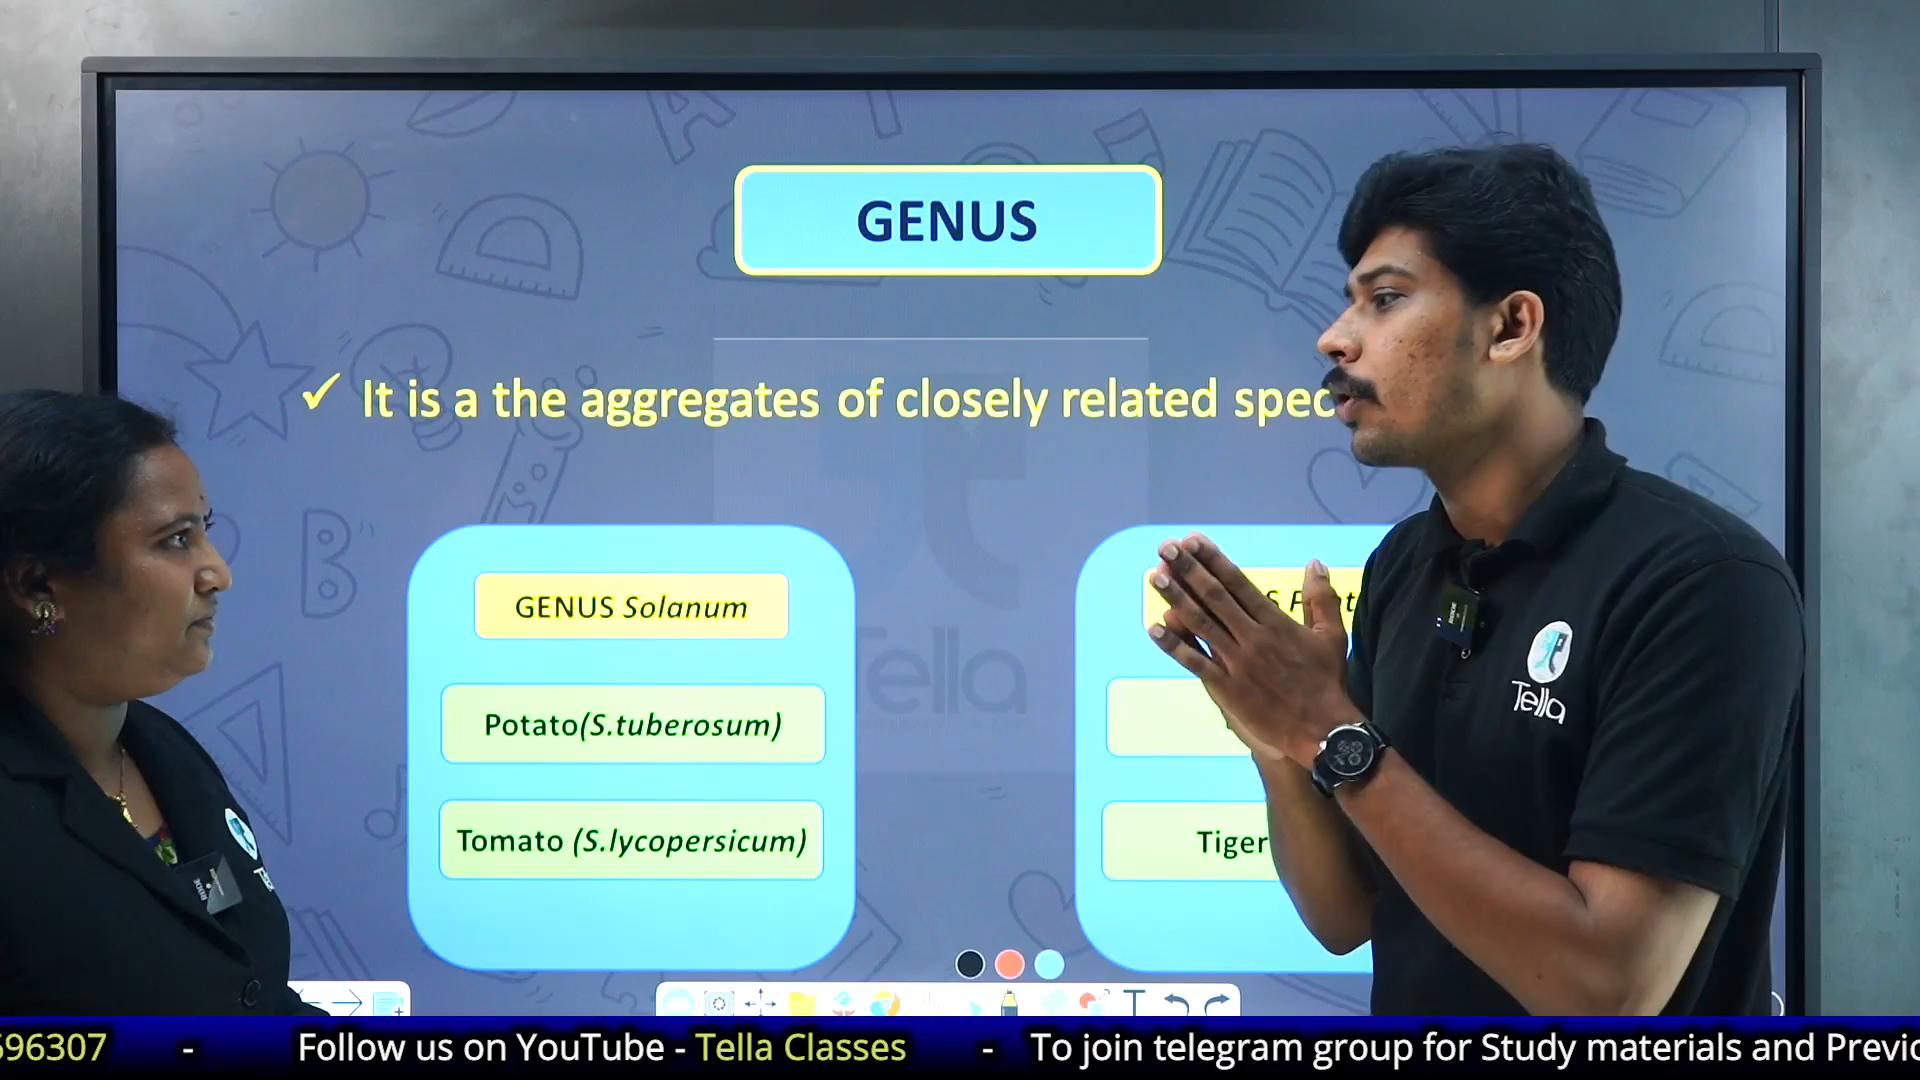 GENUS
✓ It is a the aggregates of closely related spec
GENUS Solanum
Potato(S.tuberosum)
Tomato (S.lycopersicum)
Tiger
Tella
Tella
596307 - Follow us on YouTube - Tella Classes - To join telegram group for Study materials and Previo